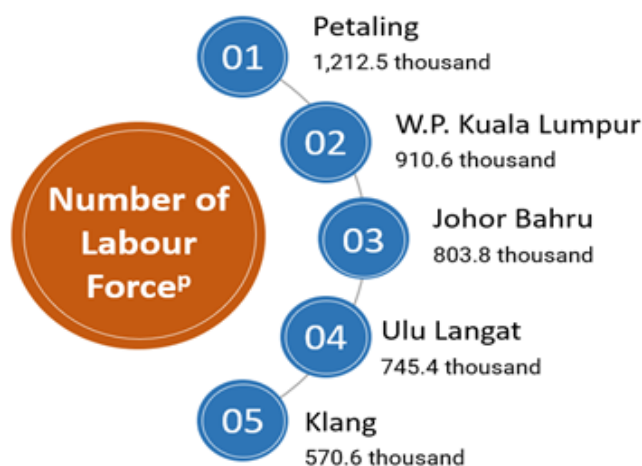 Number of
Labour
Forceᵖ
01
Petaling
1,212.5 thousand
02
W.P. Kuala Lumpur
910.6 thousand
03
Johor Bahru
803.8 thousand
04
Ulu Langat
745.4 thousand
05
Klang
570.6 thousand